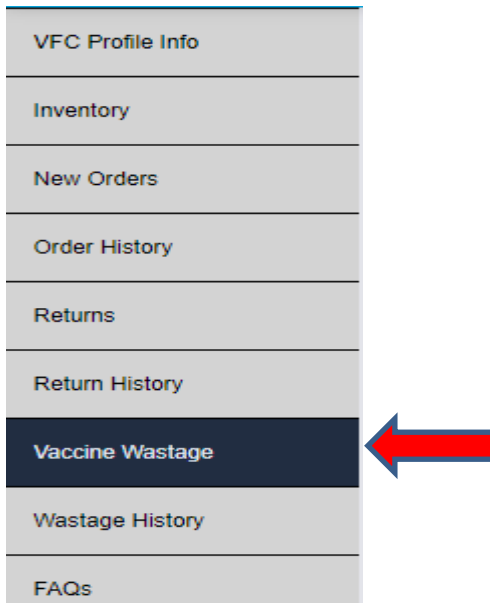 VFC Profile Info
Inventory
New Orders
Order History
Returns
Return History
Vaccine Wastage
Wastage History
FAQs